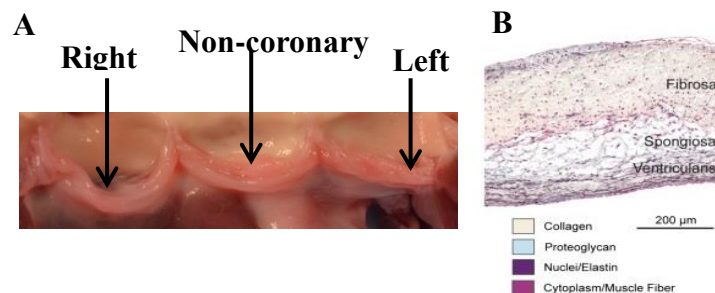 A
Right
Non-coronary
Left
B
Fibrosa
Spongiosa
Ventricularis
200 µm
Collagen
Proteoglycan
Nuclei/Elastin
Cytoplasm/Muscle Fiber